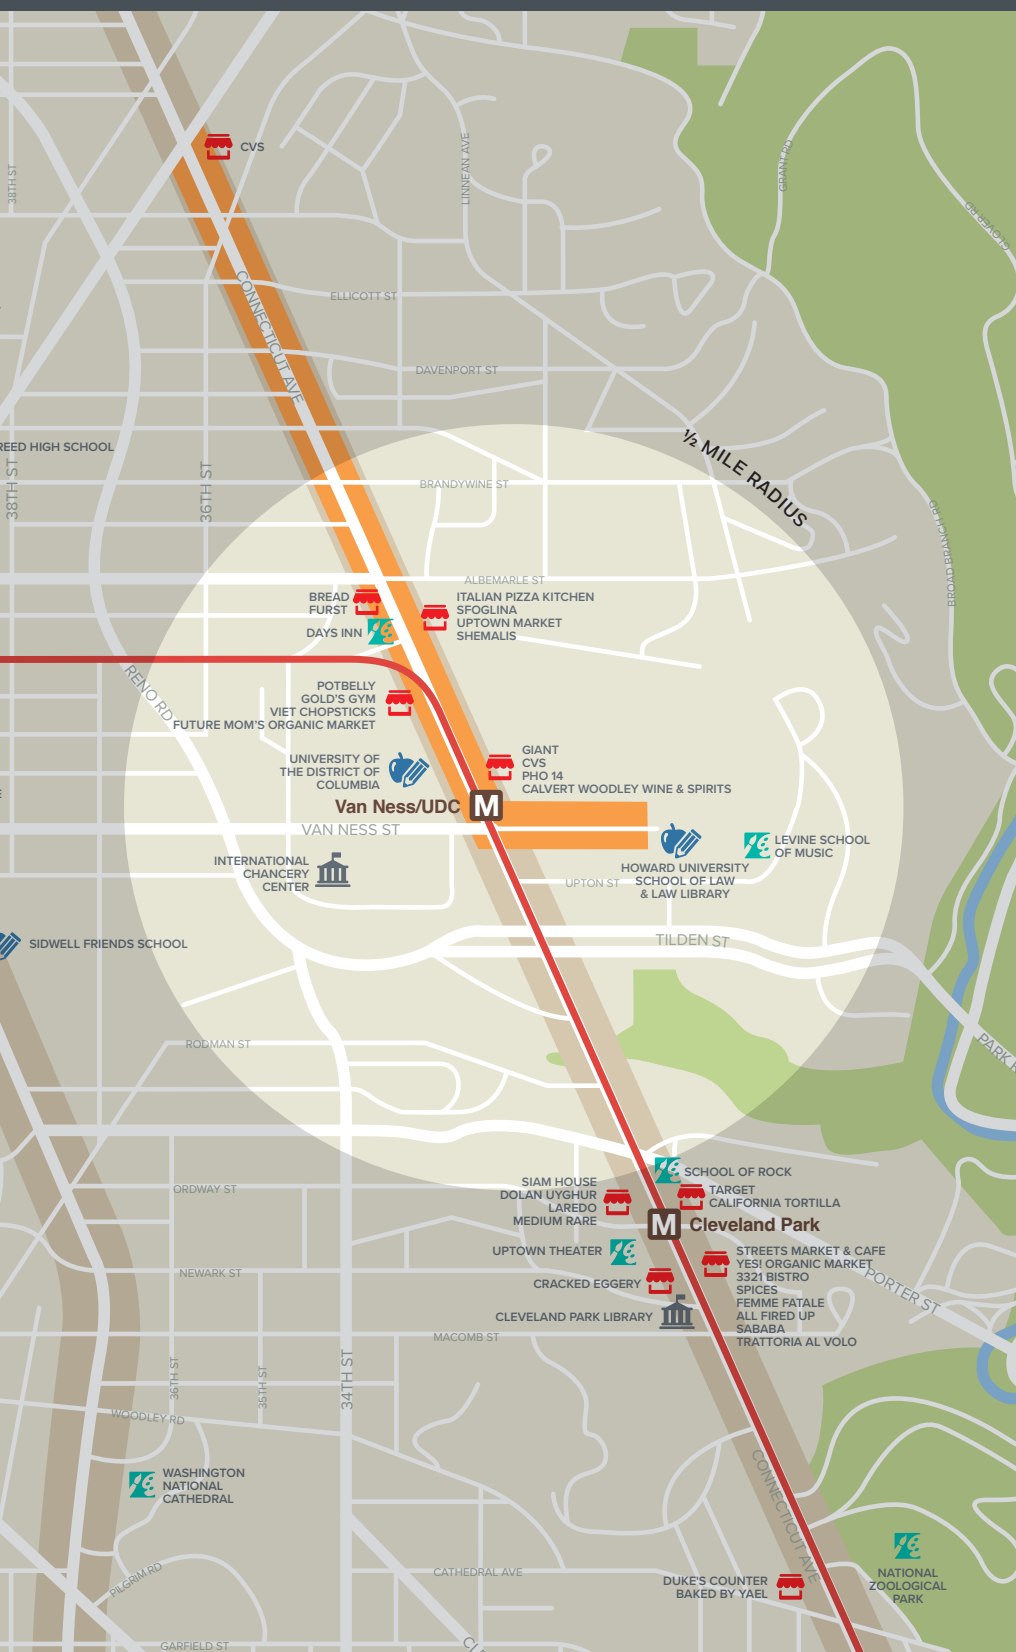 CVS
38TH ST
LINNEAN AVE
GRANT RD
GLOVER RD
CONNECTICUT AVE
ELLICOTT ST
DAVENPORT ST
REED HIGH SCHOOL
38TH ST
36TH ST
½ MILE RADIUS
BRANDYWINE ST
BROAD BRANCH RD
ALBEMARLE ST
BREAD
FURST
DAYS INN
ITALIAN PIZZA KITCHEN
SFOGLINA
UPTOWN MARKET
SHEMALIS
RENO RD
POTBELLY
GOLD'S GYM
VIET CHOPSTICKS
FUTURE MOM'S ORGANIC MARKET
UNIVERSITY OF
THE DISTRICT OF
COLUMBIA
GIANT
CVS
PHO 14
CALVERT WOODLEY WINE & SPIRITS
Van Ness/UDC
M
VAN NESS ST
INTERNATIONAL
CHANCERY
CENTER
LEVINE SCHOOL
OF MUSIC
HOWARD UNIVERSITY
SCHOOL OF LAW
& LAW LIBRARY
UPTON ST
SIDWELL FRIENDS SCHOOL
TILDEN ST
RODMAN ST
PARK R
SCHOOL OF ROCK
TARGET
CALIFORNIA TORTILLA
SIAM HOUSE
DOLAN UYGHUR
LAREDO
MEDIUM RARE
ORDWAY ST
M
Cleveland Park
UPTOWN THEATER
STREETS MARKET & CAFE
YES! ORGANIC MARKET
3321 BISTRO
SPICES
FEMME FATALE
ALL FIRED UP
SABABA
TRATTORIA AL VOLO
NEWARK ST
CRACKED EGGERY
PORTER ST
CLEVELAND PARK LIBRARY
MACOMB ST
36TH ST
35TH ST
34TH ST
WOODLEY RD
WASHINGTON
NATIONAL
CATHEDRAL
CONNECTICUT AVE
PILGRIM RD
CATHEDRAL AVE
DUKE'S COUNTER
BAKED BY YAEL
NATIONAL
ZOOLOGICAL
PARK
GARFIELD ST